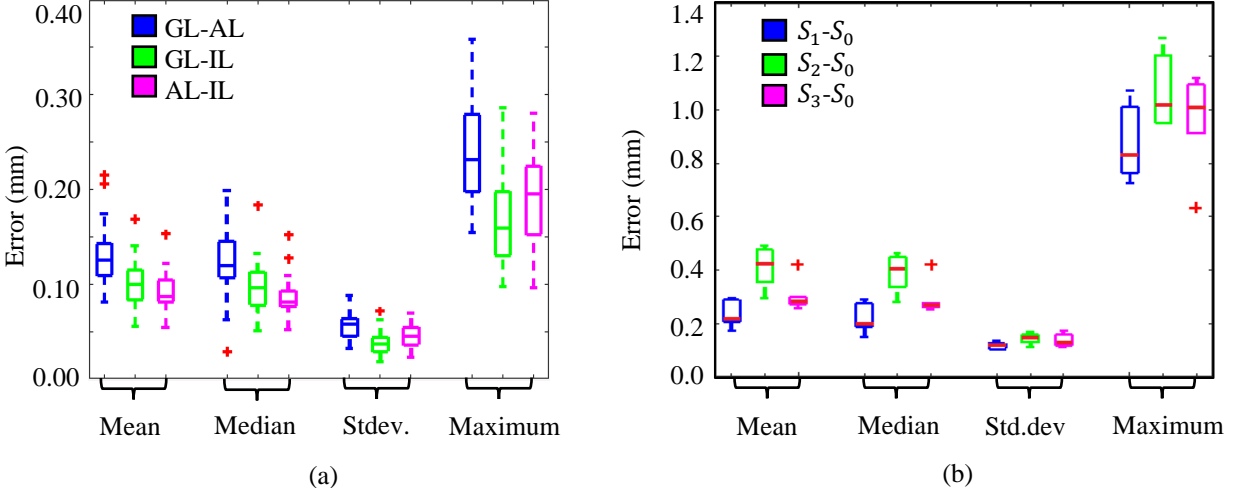 0.40
0.30
0.20
0.10
0.00
Error (mm)
GL-AL
GL-IL
AL-IL
Mean
Median
Stdev.
Maximum
(a)
1.4
1.2
1.0
0.8
0.6
0.4
0.2
0.0
Error (mm)
S₁-S₀
S₂-S₀
S₃-S₀
Mean
Median
Std.dev
Maximum
(b)